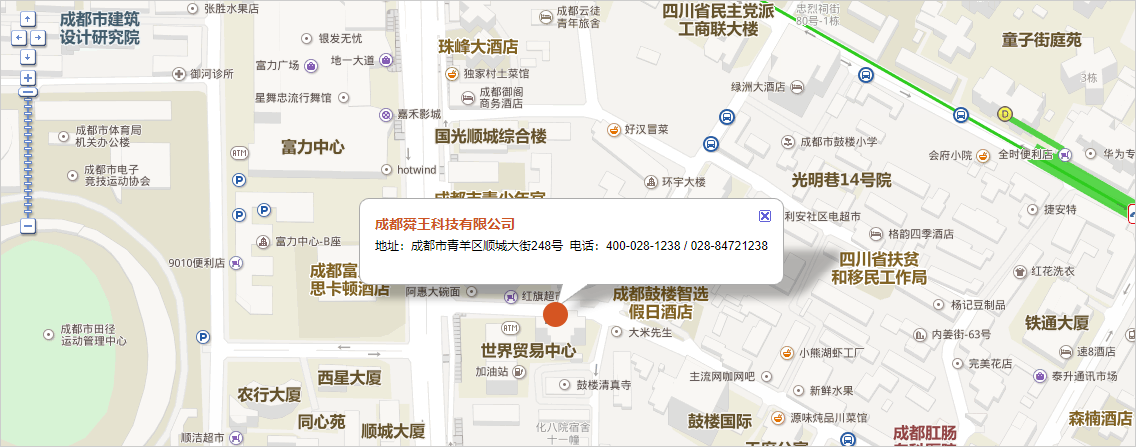 成都市建筑
设计研究院
张胜水果店
成都云徒
青年旅舍
四川省民主党派
工商联大楼
忠烈祠街
80号-1栋
童子街庭苑
银发无忧
地一大道
富力广场
珠峰大酒店
独家村土菜馆
御河诊所
3栋
绿洲大酒店
星舞忠流行舞馆
成都御阁
商务酒店
嘉禾影城
D
成都市体育局
机关办公楼
国光顺城综合楼
好汉冒菜
成都市鼓楼小学
富力中心
ATM
会府小院
全时便利店
华为专
hotwind
成都市电子
竞技运动协会
P
环宇大楼
光明巷14号院
成都市青少年宫
P
P
捷安特
成都舜王科技有限公司
利安社区电超市
地址：成都市青羊区顺城大街248号 电话：400-028-1238 / 028-84721238
富力中心-B座
格韵四季酒店
9010便利店
四川省扶贫
和移民工作局
红花洗衣
成都富
思卡顿酒店
阿惠大碗面
红旗超
成都鼓楼智选
假日酒店
杨记豆制品
铁通大厦
成都市田径
运动管理中心
P
ATM
大米先生
内姜街-63号
世界贸易中心
小熊湖虾工厂
速8酒店
加油站
完美花店
西星大厦
主流网咖网吧
泰升通讯市场
农行大厦
鼓楼清真寺
新鲜水果
同心苑
化八院宿舍
十一幢
鼓楼国际
源味炖品川菜馆
森楠酒店
顺洁超市
顺城大厦
成都肛肠